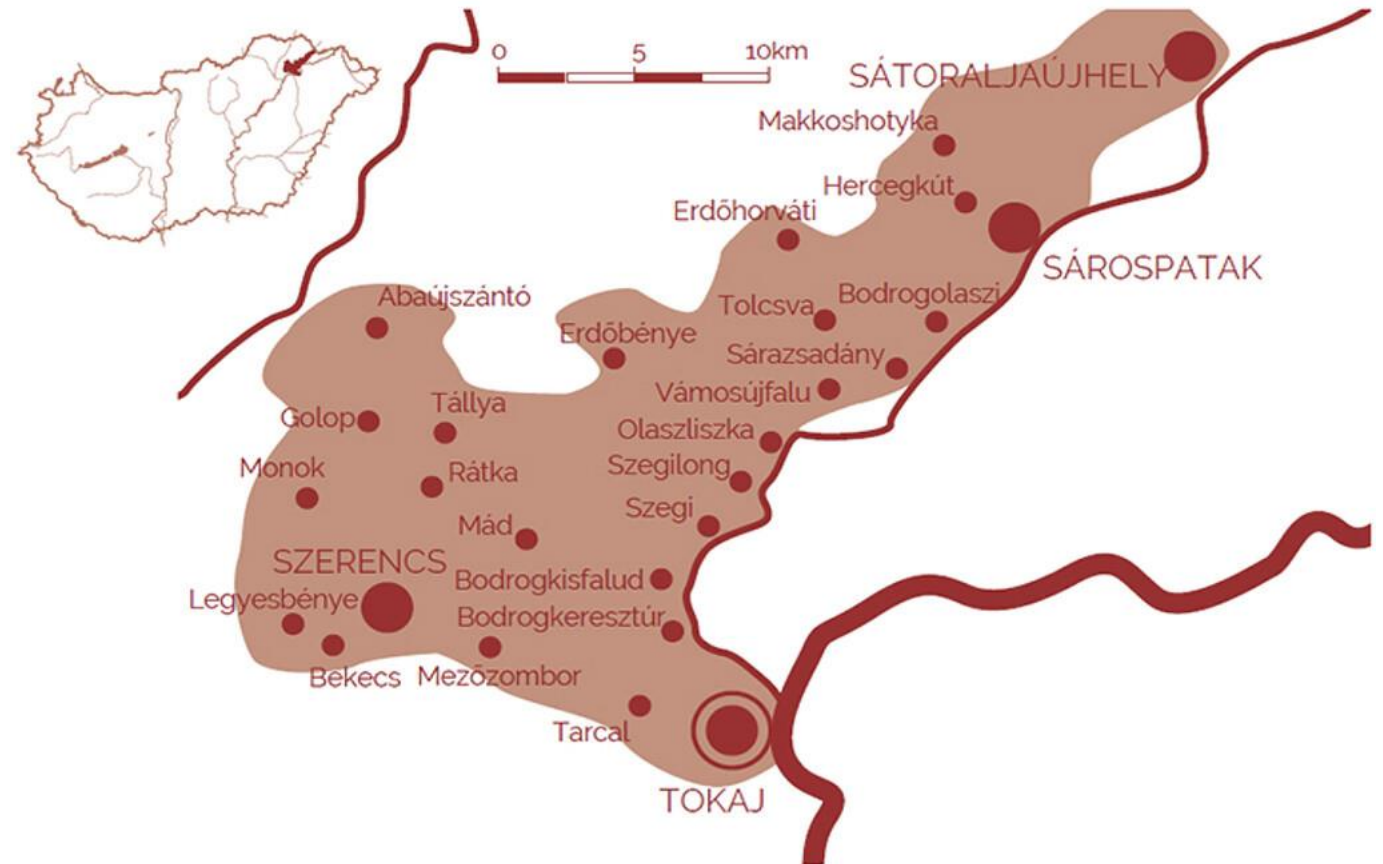 0 5 10km
SÁTORALJAÚJHELY
Makkoshotyka
Hercegkút
Erdőhorváti
SÁROSPATAK
Abaújszántó
Tolcsva
Bodrogolaszi
Erdőbénye
Sárazsadány
Vámosújfalu
Golop
Tállya
Olaszliszka
Monok
Rátka
Szegilong
Szegi
Mád
SZERENCS
Bodrogkisfalud
Legyesbénye
Bodrogkeresztúr
Bekecs
Mezőzombor
Tarcal
TOKAJ